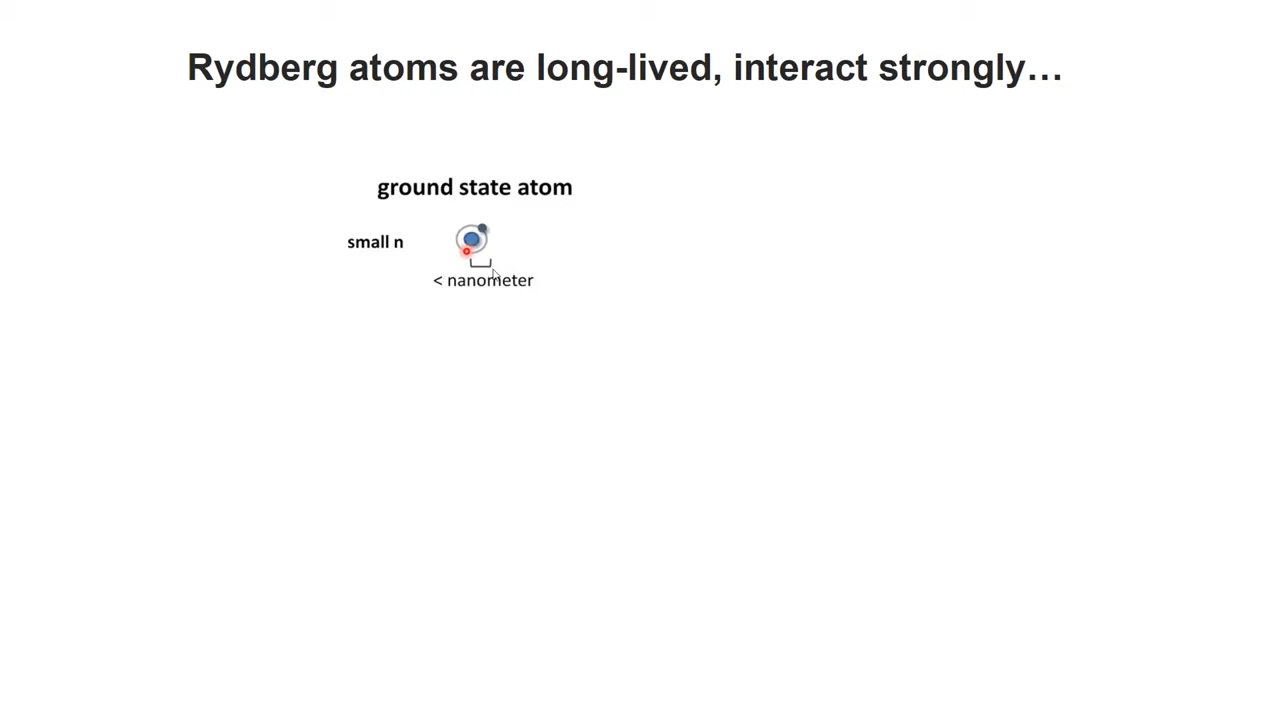 Rydberg atoms are long-lived, interact strongly…
ground state atom
small n
< nanometer